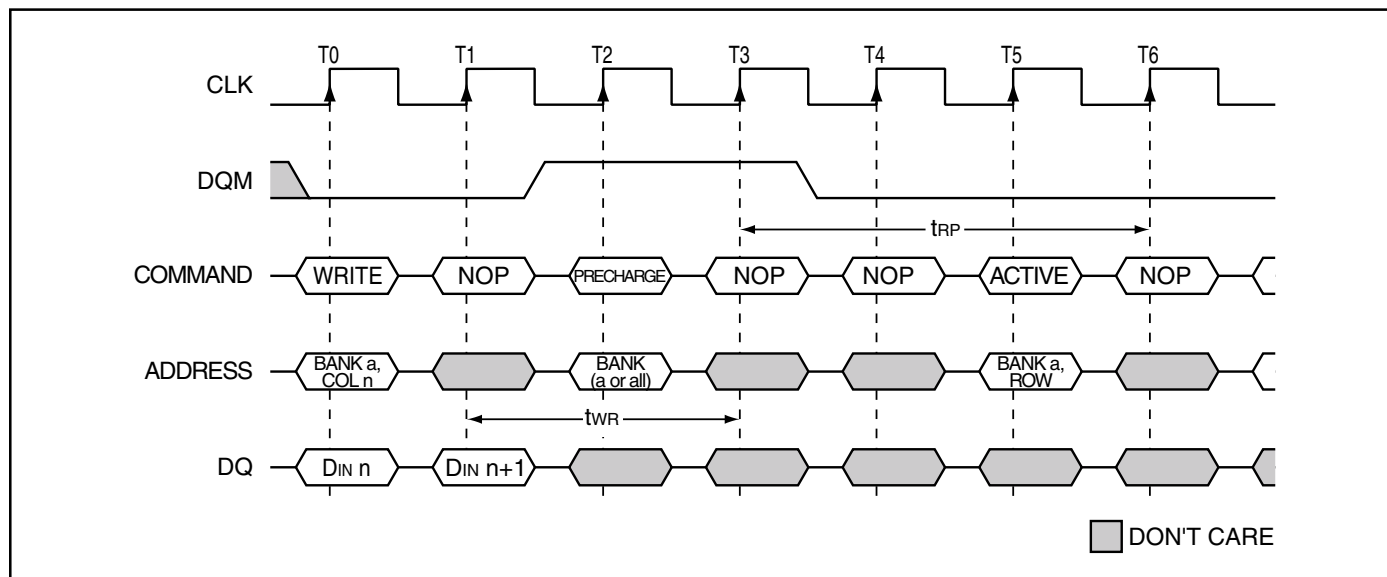 T0 T1 T2 T3 T4 T5 T6
CLK
DQM
tRP
COMMAND WRITE NOP PRECHARGE NOP NOP ACTIVE NOP
ADDRESS
BANK a,
COL n
BANK
(a or all)
BANK a,
ROW
tWR
DQ DIN n DIN n+1
DON'T CARE